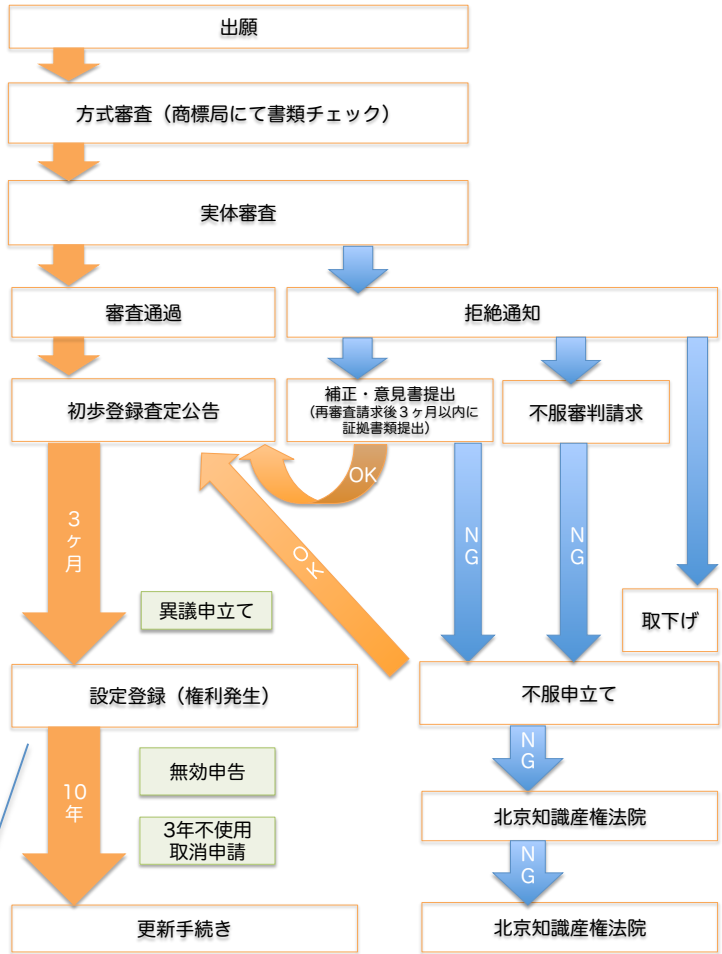 出願
方式審査（商標局にて書類チェック）
実体審査
審査通過
拒絶通知
初歩登録査定公告
補正・意見書提出
（再審査請求後３ヶ月以内に
証拠書類提出）
不服審判請求
OK
OK
3ヶ月
NG
NG
異議申立て
取下げ
設定登録（権利発生）
不服申立て
NG
無効申告
10
年
3年不使用
取消申請
北京知識産権法院
NG
更新手続き
北京知識産権法院